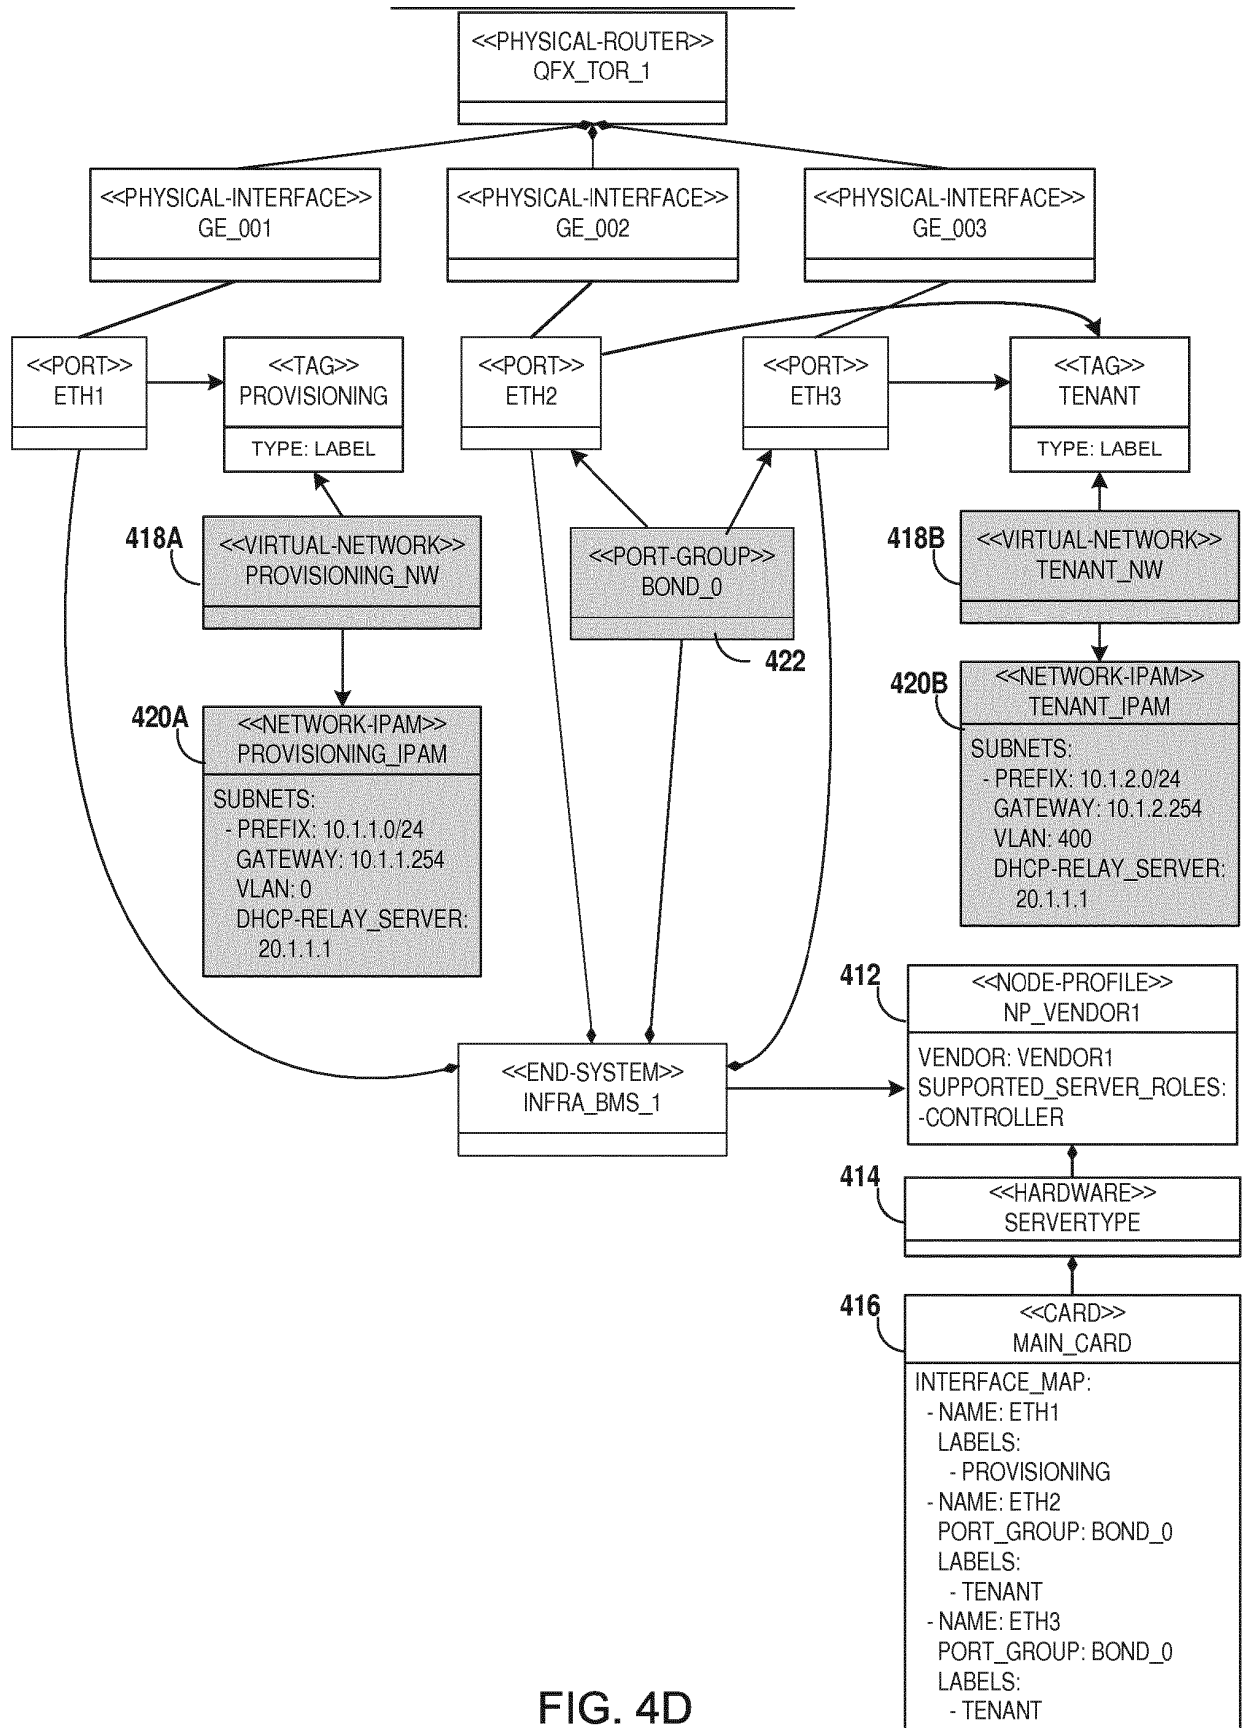 <<PHYSICAL-ROUTER>>
QFX_TOR_1
<<PHYSICAL-INTERFACE>>
GE_001
<<PHYSICAL-INTERFACE>>
GE_002
<<PHYSICAL-INTERFACE>>
GE_003
<<PORT>>
ETH1
<<TAG>>
PROVISIONING
TYPE: LABEL
<<PORT>>
ETH2
<<PORT>>
ETH3
<<TAG>>
TENANT
TYPE: LABEL
418A
<<VIRTUAL-NETWORK>>
PROVISIONING_NW
<<PORT-GROUP>>
BOND_0
422
418B
<<VIRTUAL-NETWORK>>
TENANT_NW
420A
<<NETWORK-IPAM>>
PROVISIONING_IPAM
SUBNETS:
- PREFIX: 10.1.1.0/24
GATEWAY: 10.1.1.254
VLAN: 0
DHCP-RELAY_SERVER:
20.1.1.1
420B
<<NETWORK-IPAM>>
TENANT_IPAM
SUBNETS:
- PREFIX: 10.1.2.0/24
GATEWAY: 10.1.2.254
VLAN: 400
DHCP-RELAY_SERVER:
20.1.1.1
<<END-SYSTEM>>
INFRA_BMS_1
412
<<NODE-PROFILE>>
NP_VENDOR1
VENDOR: VENDOR1
SUPPORTED_SERVER_ROLES:
-CONTROLLER
414
<<HARDWARE>>
SERVERTYPE
416
<<CARD>>
MAIN_CARD
INTERFACE_MAP:
- NAME: ETH1
LABELS:
- PROVISIONING
- NAME: ETH2
PORT_GROUP: BOND_0
LABELS:
- TENANT
- NAME: ETH3
PORT_GROUP: BOND_0
LABELS:
- TENANT
FIG. 4D